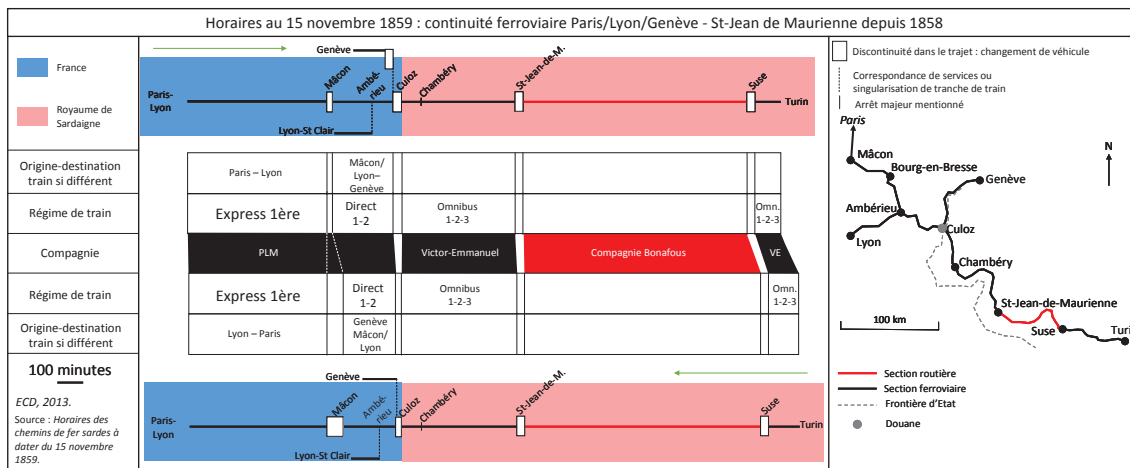 Horaires au 15 novembre 1859 : continuité ferroviaire Paris/Lyon/Genève - St-Jean de Maurienne depuis 1858
France
Royaume de
Sardaigne
Genève
Paris-
Lyon
Mâcon
Ambé-
rieu
Culoz
Chambéry
St-Jean-de-M.
Suse
Turin
Lyon-St Clair
Origine-destination
train si différent
Paris – Lyon
Mâcon/
Lyon–
Genève
Régime de train
Express 1ère
Direct
1-2
Omnibus
1-2-3
Omn.
1-2-3
Compagnie
PLM
Victor-Emmanuel
Compagnie Bonafous
VE
Régime de train
Express 1ère
Direct
1-2
Omnibus
1-2-3
Omn.
1-2-3
Origine-destination
train si différent
Lyon – Paris
Genève
Mâcon/
Lyon
100 minutes
ECD, 2013.
Source : Horaires des
chemins de fer sardes à
dater du 15 novembre
1859.
Genève
Paris-
Lyon
Mâcon
Ambé-
rieu
Culoz
Chambéry
St-Jean-de-M.
Suse
Turin
Lyon-St Clair
Discontinuité dans le trajet : changement de véhicule
Correspondance de services ou
singularisation de tranche de train
Arrêt majeur mentionné
Paris
N
Mâcon
Bourg-en-Bresse
Genève
Ambérieu
Culoz
Lyon
Chambéry
St-Jean-de-Maurienne
100 km
Suse
Turi
Section routière
Section ferroviaire
Frontière d'Etat
Douane